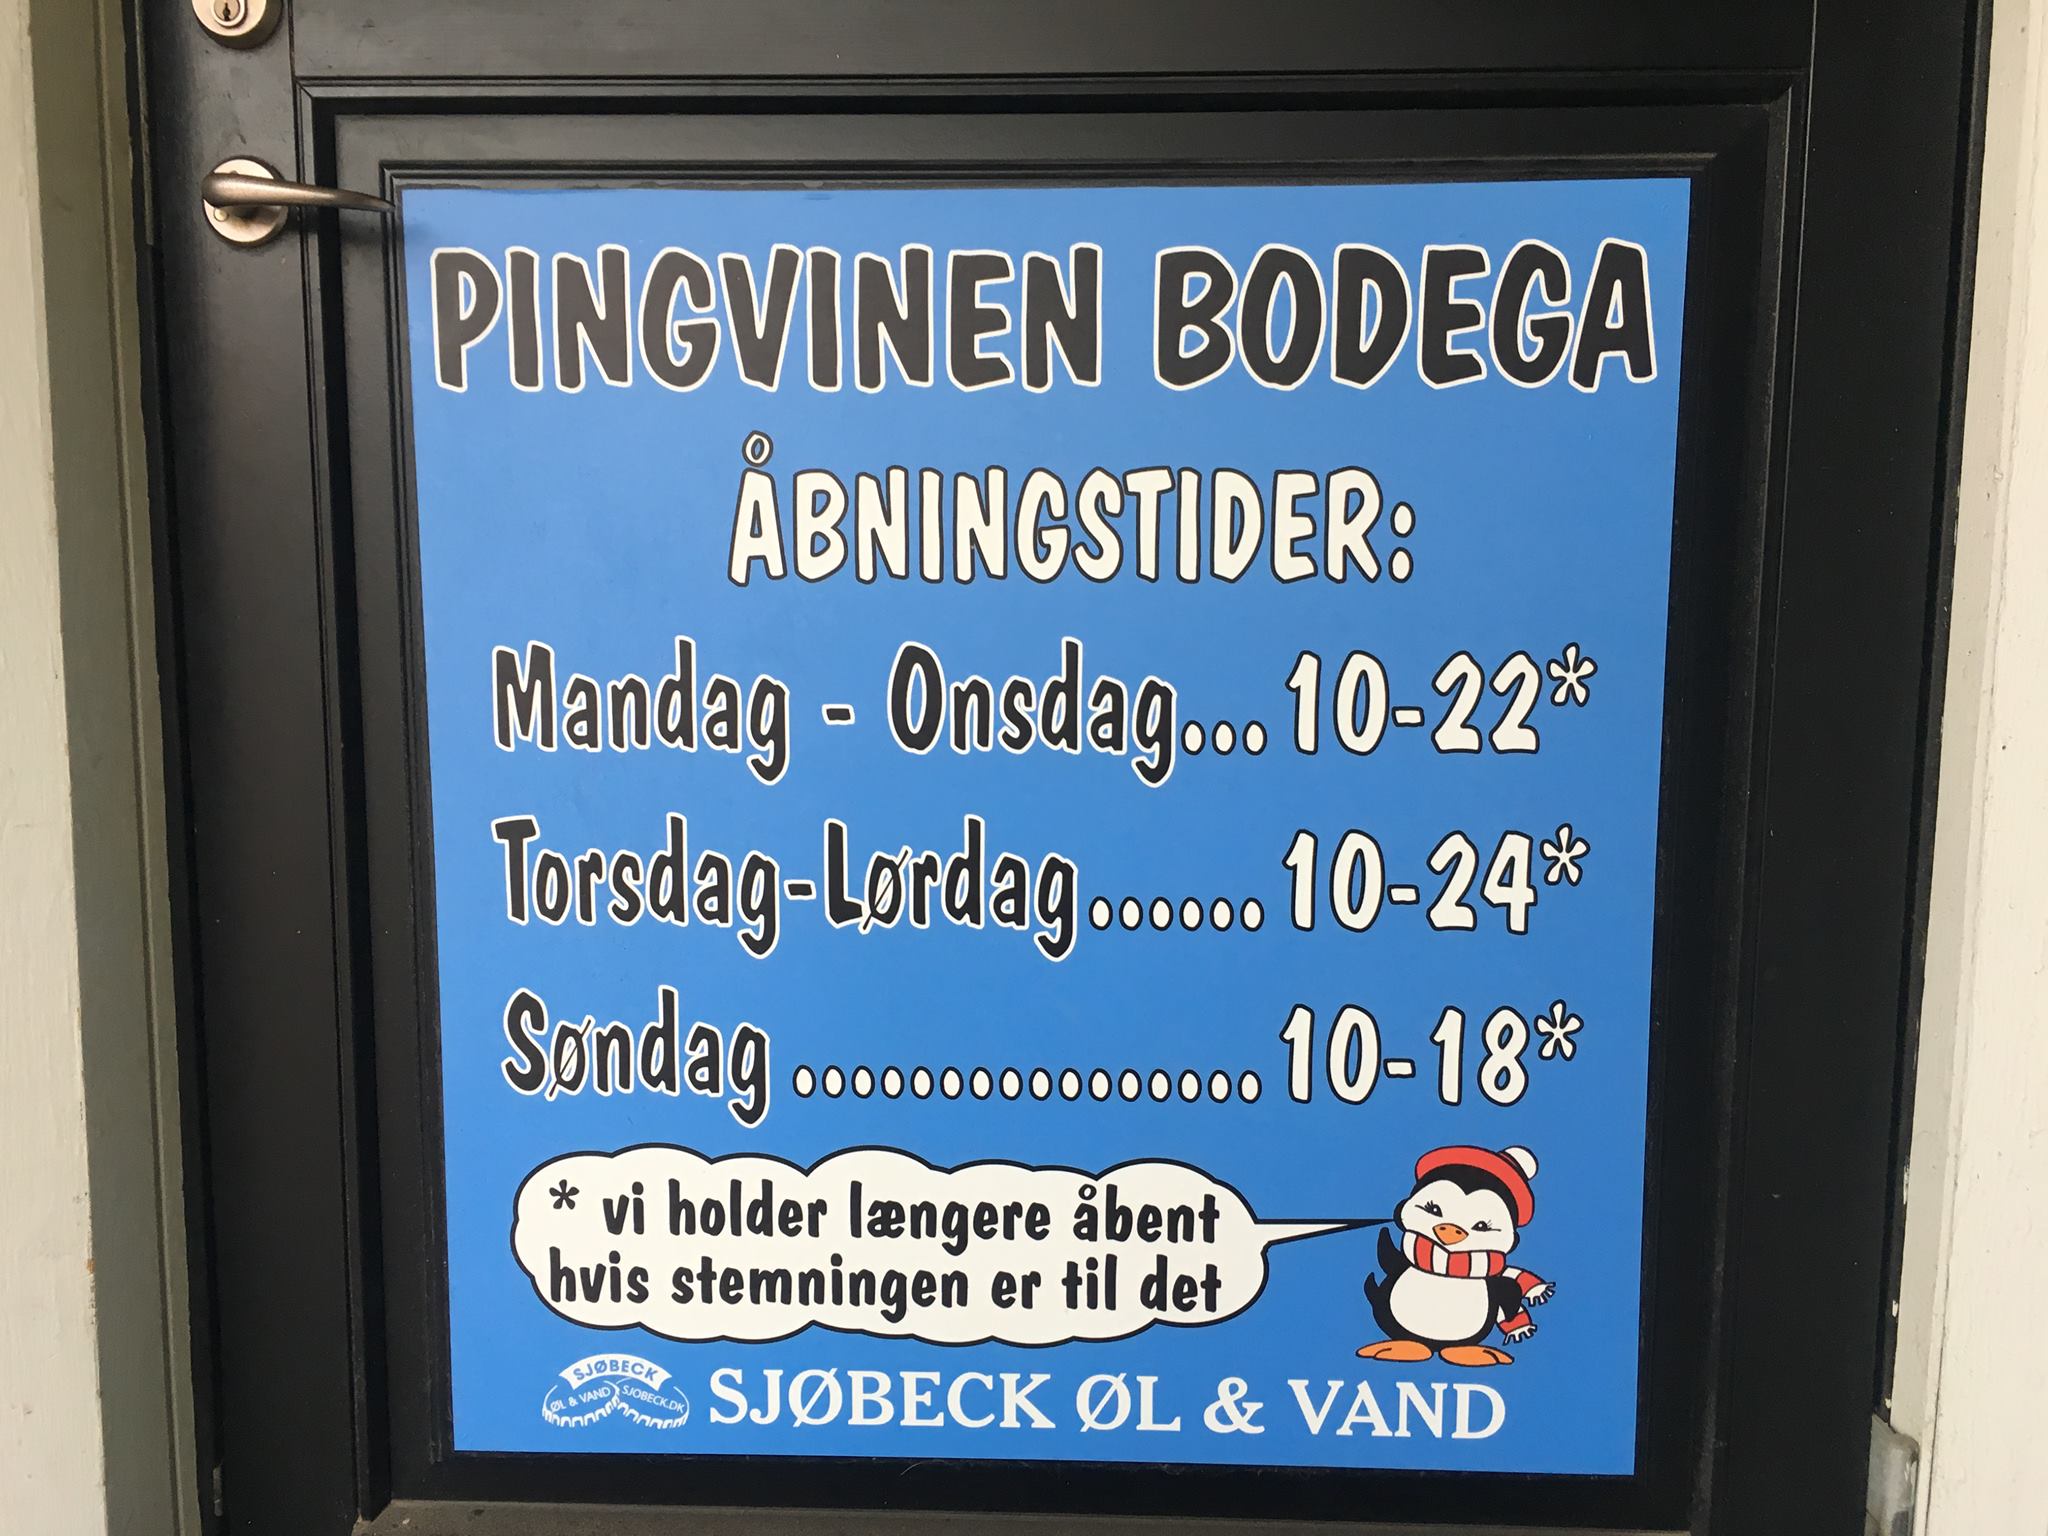 PINGVINEN BODEGA
ÅBNINGSTIDER:
Mandag - Onsdag... 10-22*
Torsdag-Lørdag...... 10-24*
Søndag ................ 10-18*
* vi holder længere åbent
hvis stemningen er til det
SJØBECK
ØL & VAND SJOBECK.DK
SJØBECK ØL & VAND